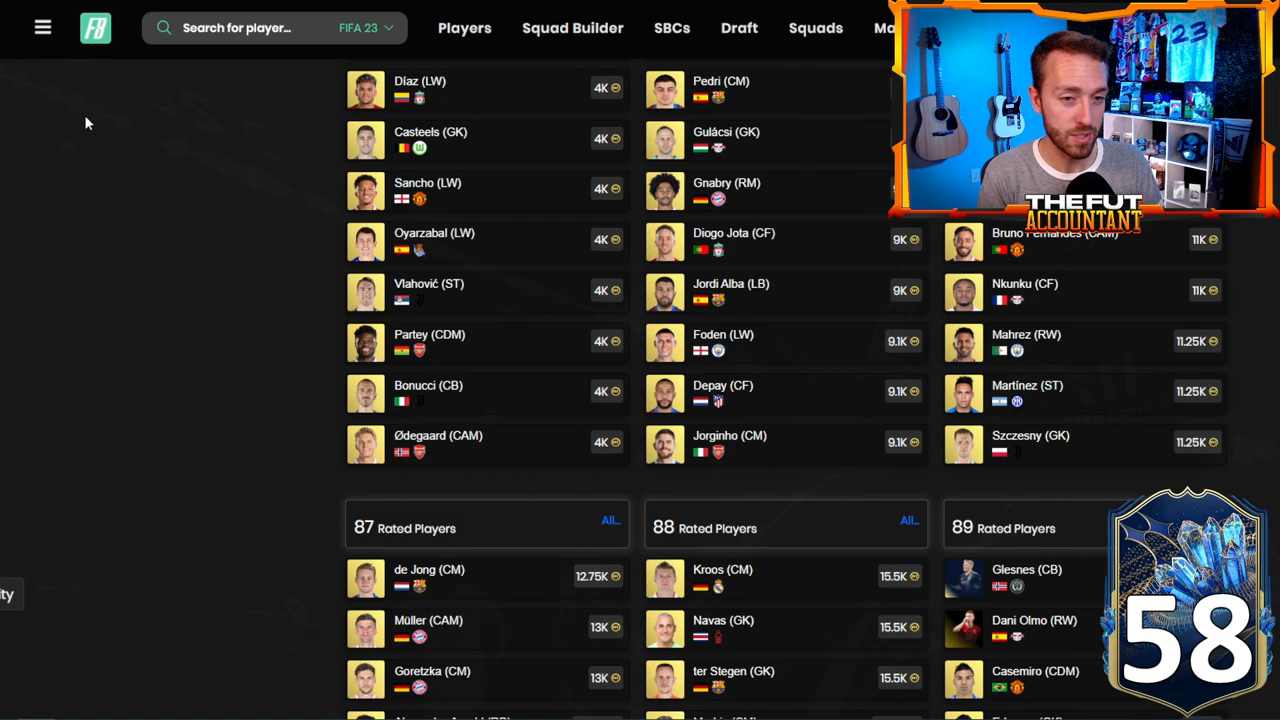 Search for player...
FIFA 23
Players
Squad Builder
SBCs
Draft
Squads
Ma
23
THE FUT
ACCOUNTANT
Díaz (LW)
4K
Pedri (CM)
Casteels (GK)
4K
Gulácsi (GK)
Sancho (LW)
4K
Gnabry (RM)
Oyarzabal (LW)
4K
Diogo Jota (CF)
9K
Bruno Fernandes (CAM)
11K
Vlahović (ST)
4K
Jordi Alba (LB)
9K
Nkunku (CF)
11K
Partey (CDM)
4K
Foden (LW)
9.1K
Mahrez (RW)
11.25K
Bonucci (CB)
4K
Depay (CF)
9.1K
Martínez (ST)
11.25K
Ødegaard (CAM)
4K
Jorginho (CM)
9.1K
Szczesny (GK)
11.25K
87 Rated Players
All...
88 Rated Players
All...
89 Rated Players
de Jong (CM)
12.75K
Kroos (CM)
15.5K
Glesnes (CB)
Müller (CAM)
13K
Navas (GK)
15.5K
Dani Olmo (RW)
Goretzka (CM)
13K
ter Stegen (GK)
15.5K
Casemiro (CDM)
ity
58